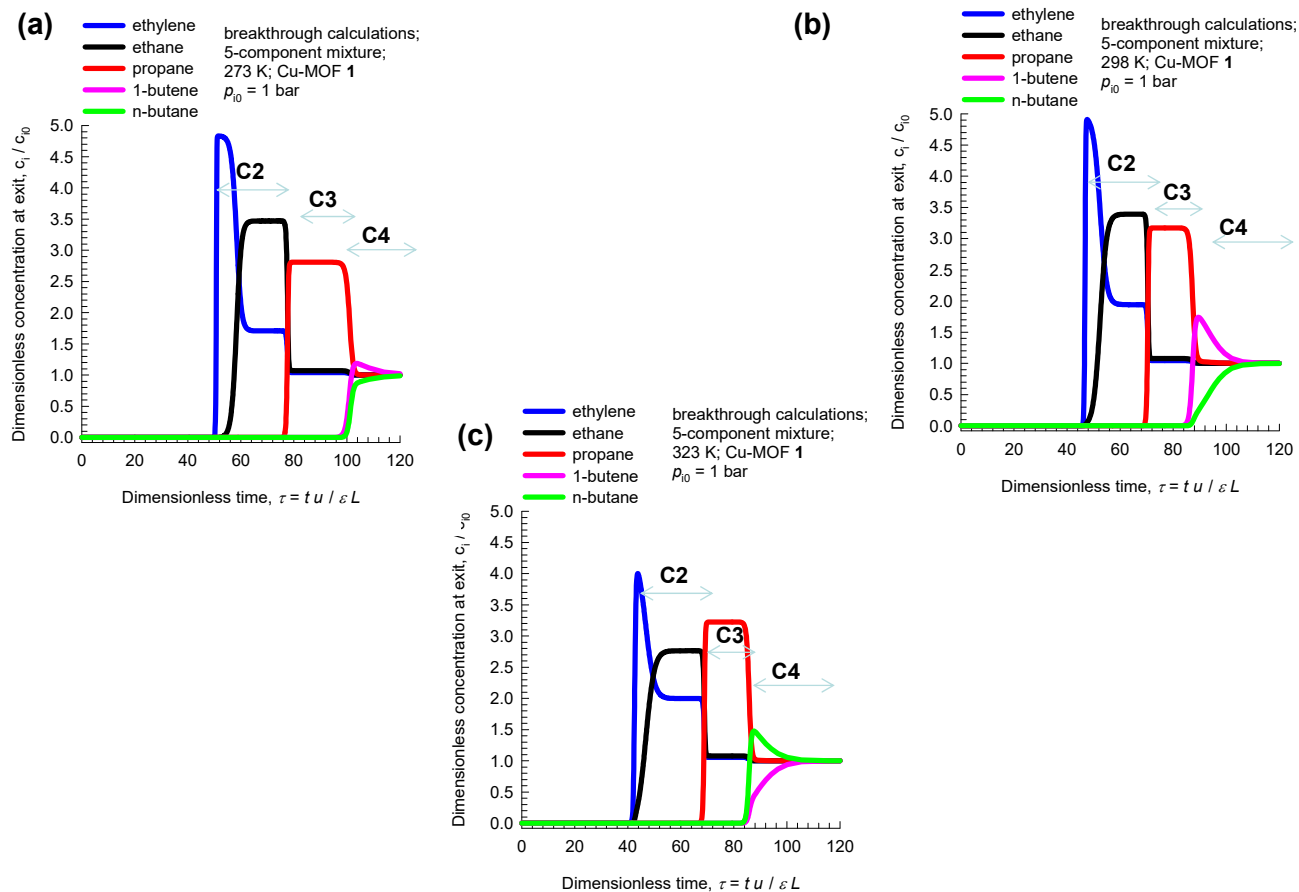 (a)
ethylene
ethane
propane
1-butene
n-butane
breakthrough calculations;
5-component mixture;
273 K; Cu-MOF 1
pi0 = 1 bar
Dimensionless concentration at exit, ci / ci0
5.0
4.5
4.0
3.5
3.0
2.5
2.0
1.5
1.0
0.5
0.0
C2
C3
C4
0 20 40 60 80 100 120
Dimensionless time, τ = t u / ε L
(b)
ethylene
ethane
propane
1-butene
n-butane
breakthrough calculations;
5-component mixture;
298 K; Cu-MOF 1
pi0 = 1 bar
Dimensionless concentration at exit, ci / ci0
5.0
4.5
4.0
3.5
3.0
2.5
2.0
1.5
1.0
0.5
0.0
C2
C3
C4
0 20 40 60 80 100 120
Dimensionless time, τ = t u / ε L
(c)
ethylene
ethane
propane
1-butene
n-butane
breakthrough calculations;
5-component mixture;
323 K; Cu-MOF 1
pi0 = 1 bar
Dimensionless concentration at exit, ci /
5.0
4.5
4.0
3.5
3.0
2.5
2.0
1.5
1.0
0.5
0.0
C2
C3
C4
0 20 40 60 80 100 120
Dimensionless time, τ = t u / ε L